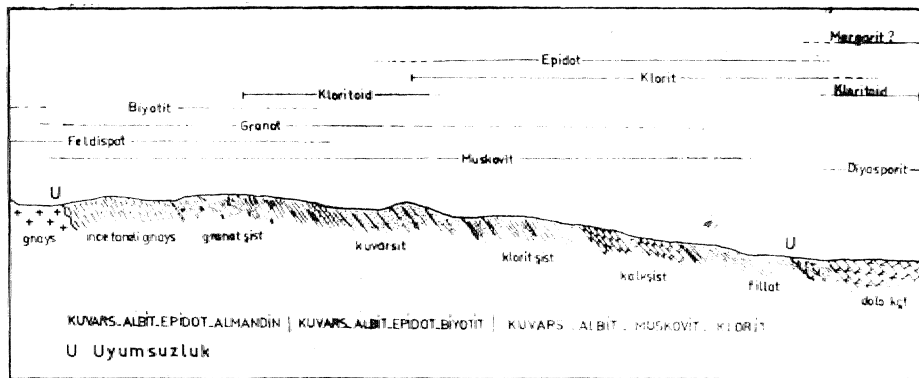 Margarit ?
Epidot
Klorit
Kloritoid
Kloritoid
Biyotit
Granat
Feldispat
Muskovit
Diyasporit
U
U
gnays
ince taneli gnays
granat şist
kuvarsit
klorit şist
kalkşist
fillat
dolo kçt
KUVARS_ALBİT_EPİDOT_ALMANDİN | KUVARS_ALBİT_EPİDOT_BİYOTİT | KUVARS _ ALBİT _ MUSKOVİT _ KLORİT
U Uyumsuzluk